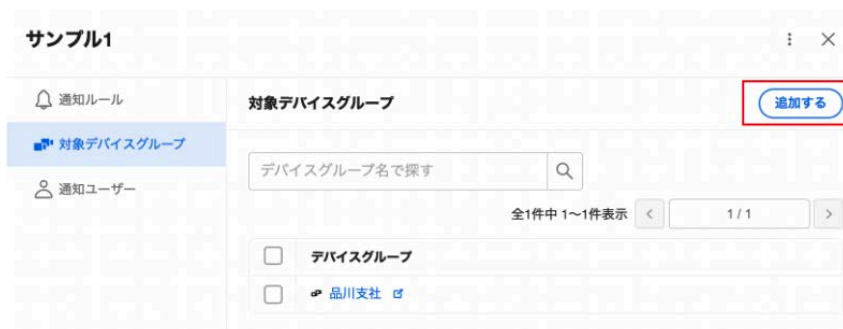 サンプル1
通知ルール
対象デバイスグループ
通知ユーザー
対象デバイスグループ
追加する
デバイスグループ名で探す
全1件中 1〜1件表示
1 / 1
デバイスグループ
品川支社